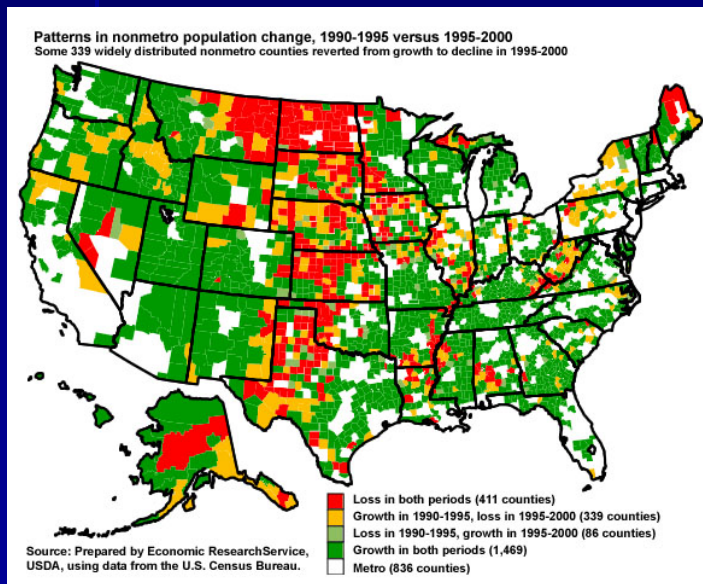 Patterns in nonmetro population change, 1990-1995 versus 1995-2000
Some 339 widely distributed nonmetro counties reverted from growth to decline in 1995-2000
Loss in both periods (411 counties)
Growth in 1990-1995, loss in 1995-2000 (339 counties)
Loss in 1990-1995, growth in 1995-2000 (86 counties)
Growth in both periods (1,469)
Metro (836 counties)
Source: Prepared by Economic ResearchService,
USDA, using data from the U.S. Census Bureau.